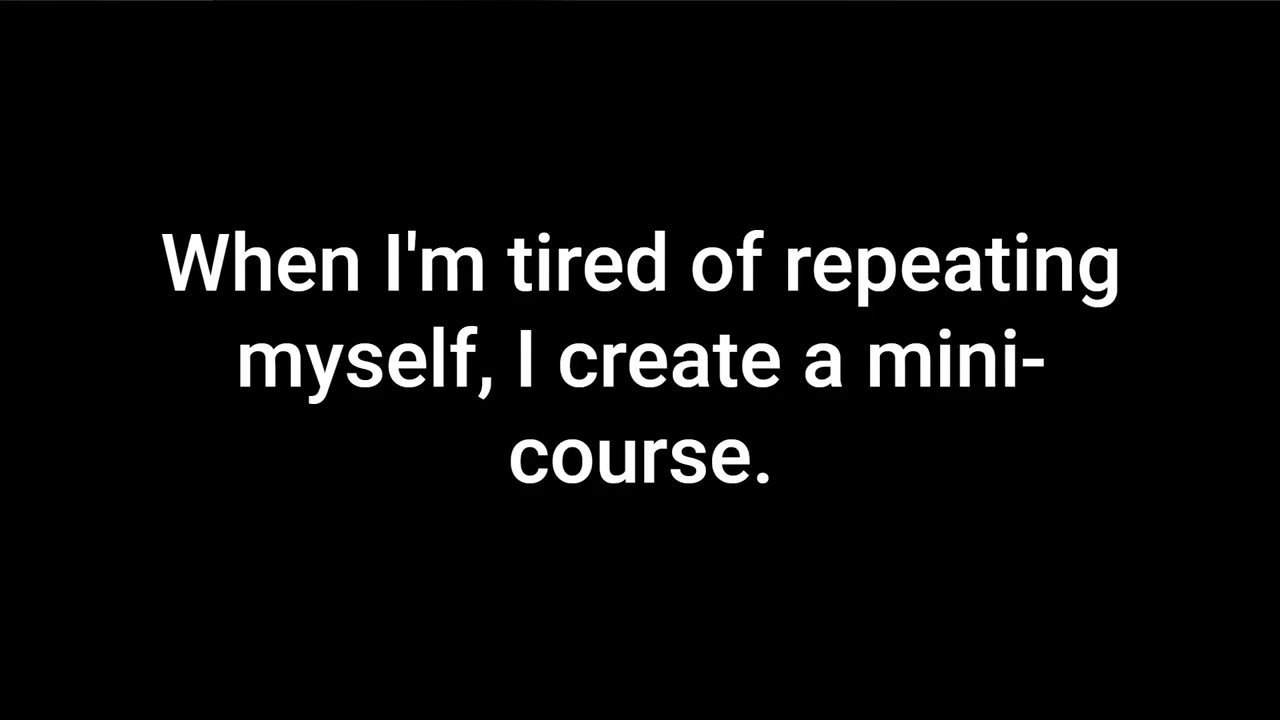 When I'm tired of repeating
myself, I create a mini-
course.